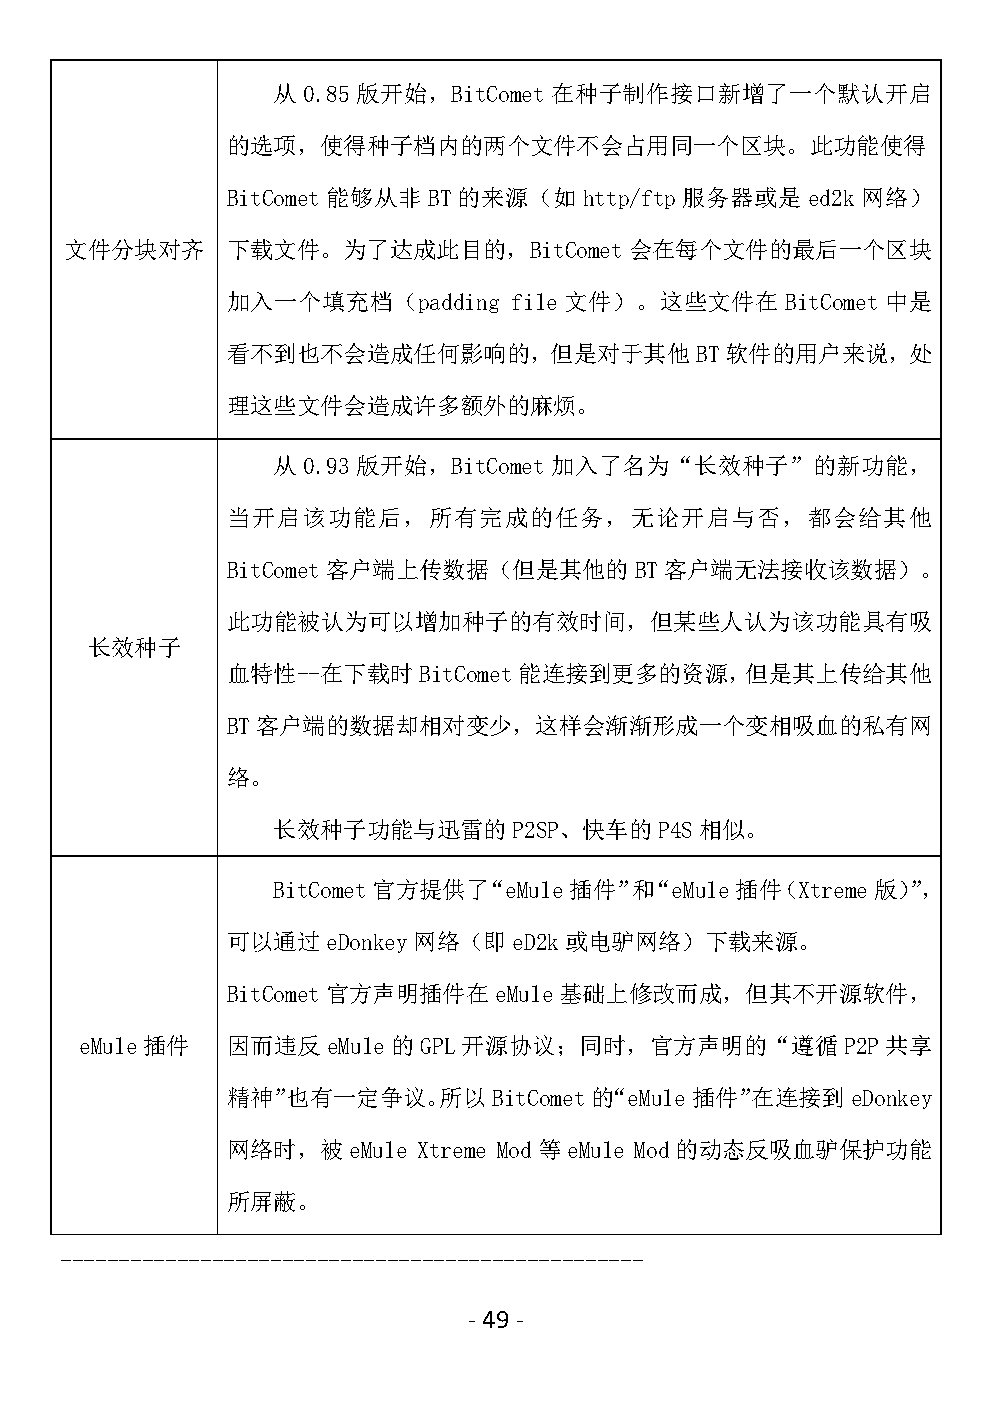 从 0.85 版开始，BitComet 在种子制作接口新增了一个默认开启
的选项，使得种子档内的两个文件不会占用同一个区块。此功能使得
BitComet 能够从非 BT 的来源（如 http/ftp 服务器或是 ed2k 网络）
文件分块对齐 下载文件。为了达成此目的，BitComet 会在每个文件的最后一个区块
加入一个填充档（padding file 文件）。这些文件在 BitComet 中是
看不到也不会造成任何影响的，但是对于其他 BT 软件的用户来说，处
理这些文件会造成许多额外的麻烦。
从 0.93 版开始，BitComet 加入了名为“长效种子”的新功能，
当开启该功能后，所有完成的任务，无论开启与否，都会给其他
BitComet 客户端上传数据（但是其他的 BT 客户端无法接收该数据）。
此功能被认为可以增加种子的有效时间，但某些人认为该功能具有吸
长效种子
血特性--在下载时 BitComet 能连接到更多的资源，但是其上传给其他
BT 客户端的数据却相对变少，这样会渐渐形成一个变相吸血的私有网
络。
长效种子功能与迅雷的 P2SP、快车的 P4S 相似。
BitComet 官方提供了“eMule 插件”和“eMule 插件（Xtreme 版）”，
可以通过 eDonkey 网络（即 eD2k 或电驴网络）下载来源。
BitComet 官方声明插件在 eMule 基础上修改而成，但其不开源软件，
eMule 插件 因而违反 eMule 的 GPL 开源协议；同时，官方声明的“遵循 P2P 共享
精神”也有一定争议。所以 BitComet 的“eMule 插件”在连接到 eDonkey
网络时，被 eMule Xtreme Mod 等 eMule Mod 的动态反吸血驴保护功能
所屏蔽。
--------------------------------------------------
- 49 -